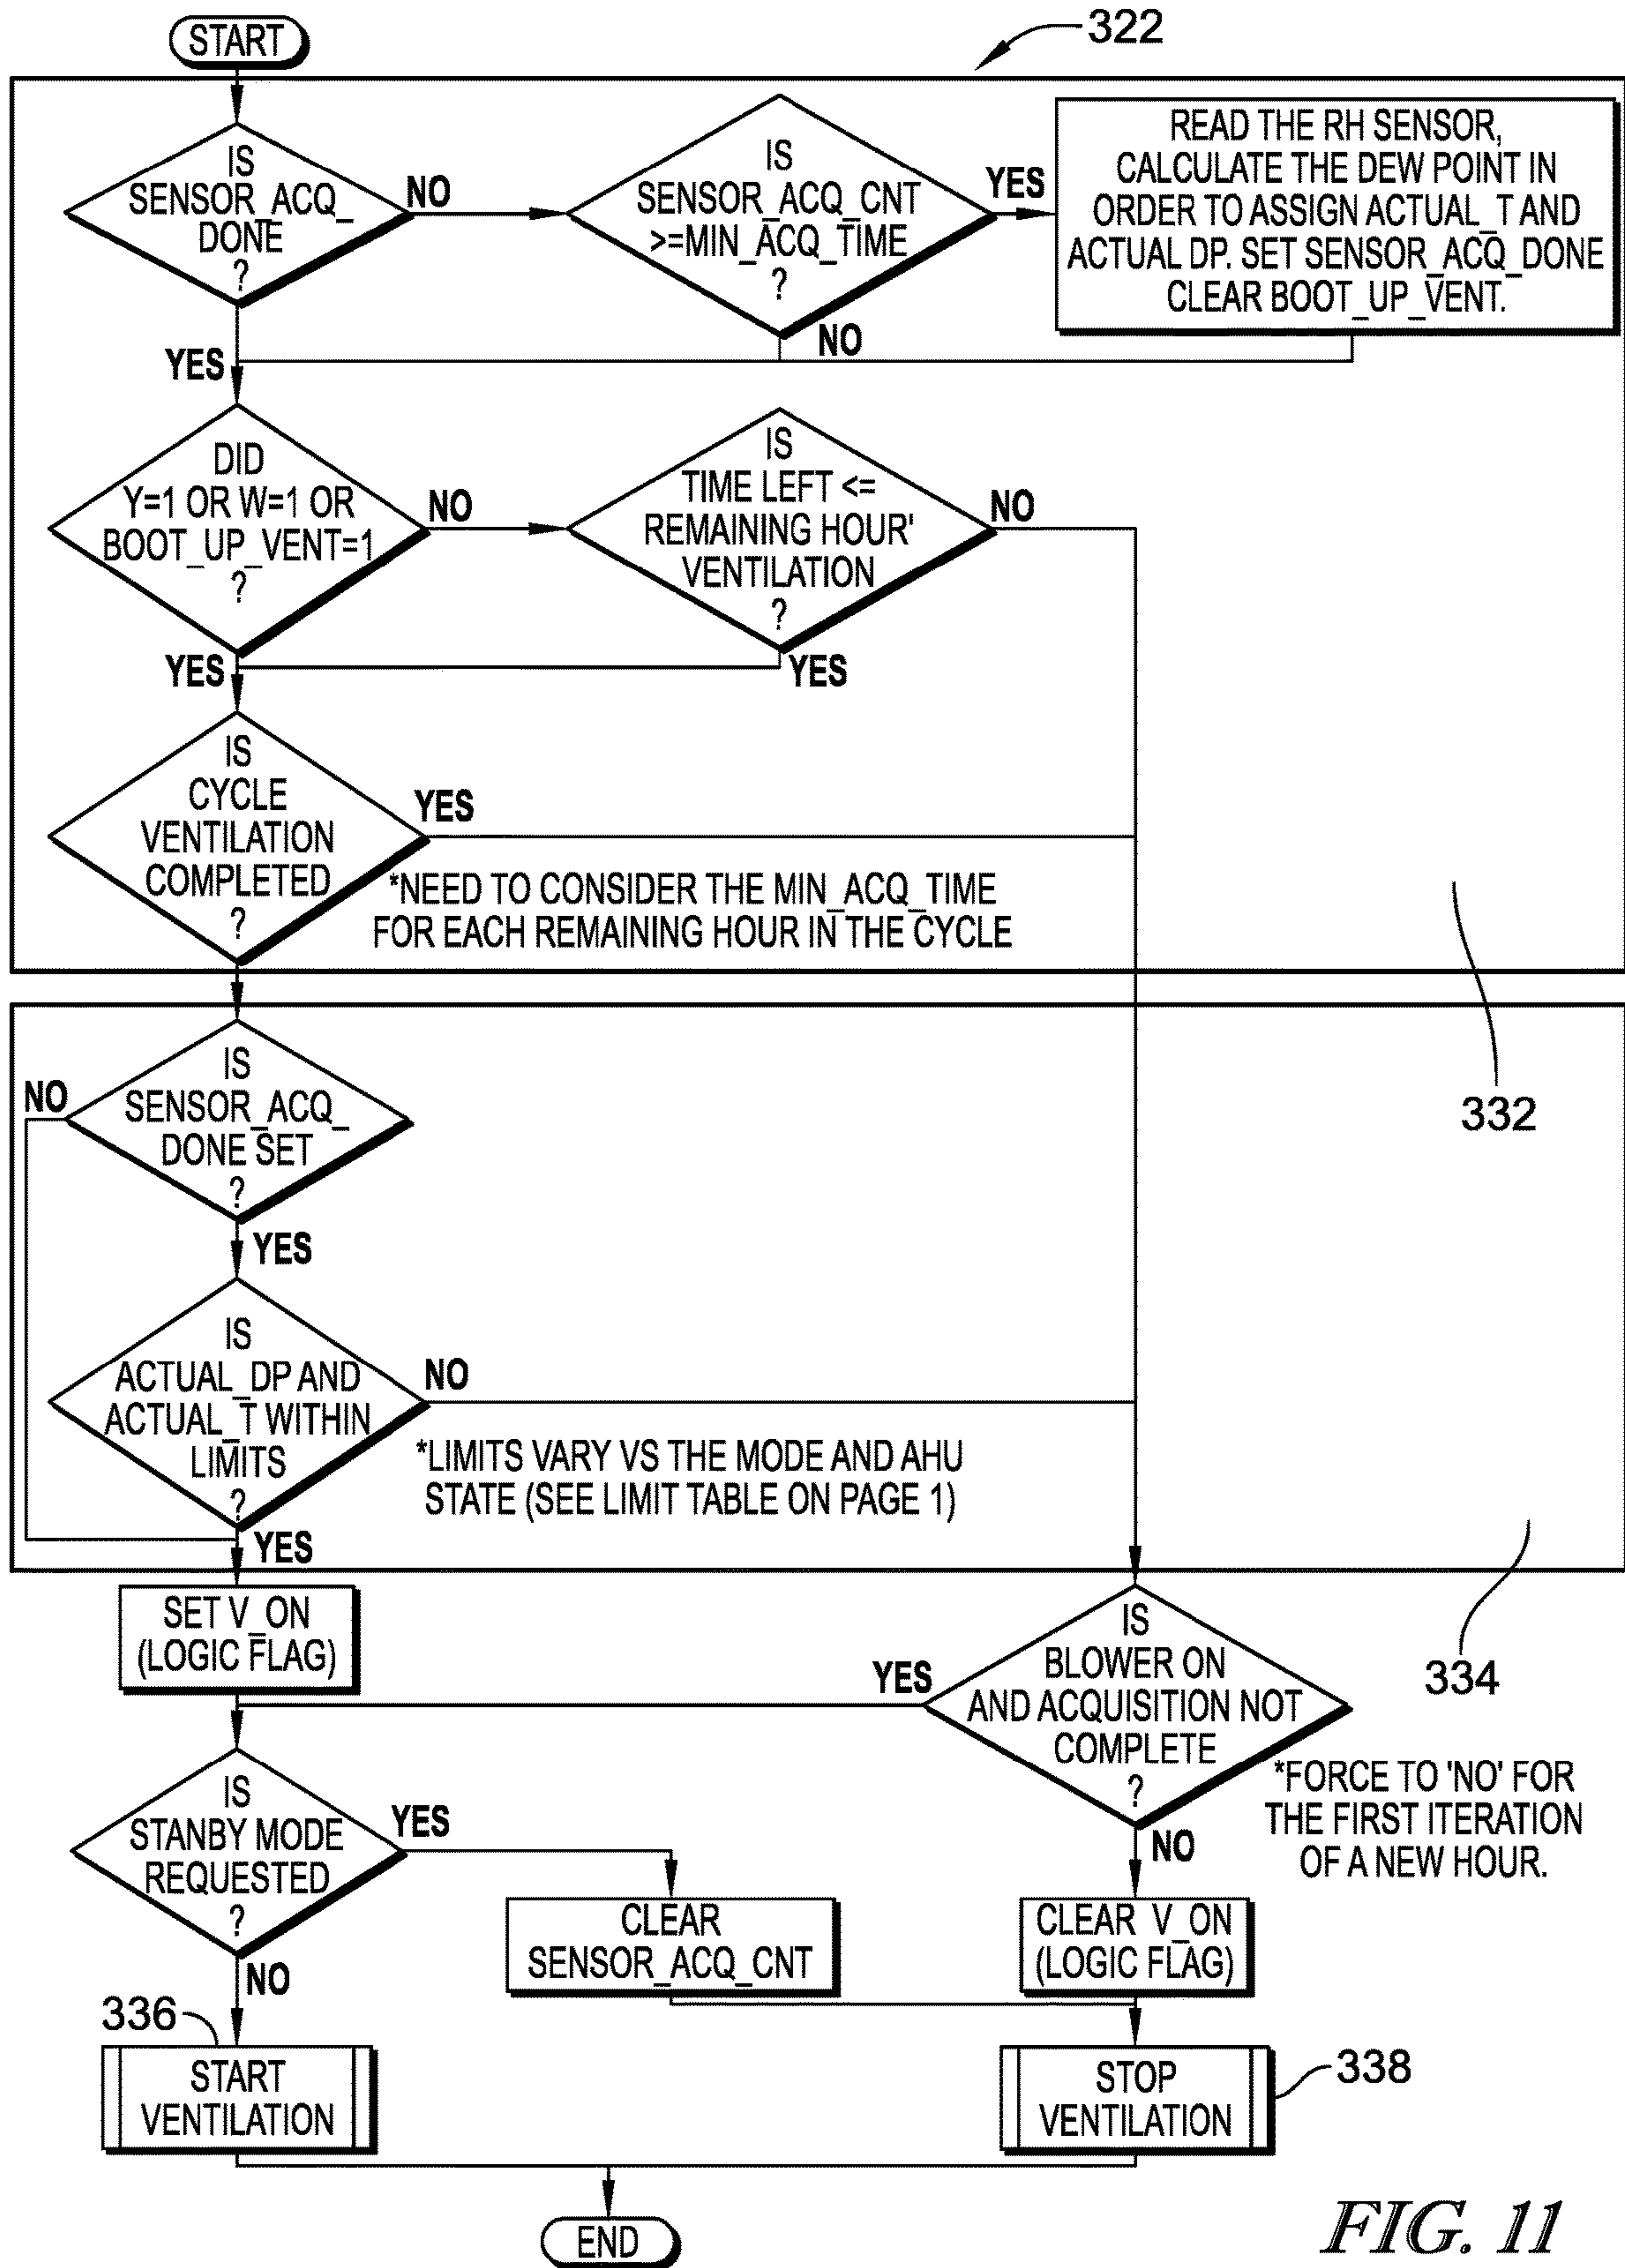 START
322
IS
SENSOR_ACQ_
DONE
?
NO
IS
SENSOR_ACQ_CNT
>=MIN_ACQ_TIME
?
YES
READ THE RH SENSOR,
CALCULATE THE DEW POINT IN
ORDER TO ASSIGN ACTUAL_T AND
ACTUAL DP. SET SENSOR_ACQ_DONE
CLEAR BOOT_UP_VENT.
NO
YES
DID
Y=1 OR W=1 OR
BOOT_UP_VENT=1
?
NO
IS
TIME LEFT <=
REMAINING HOUR'
VENTILATION
?
NO
YES
YES
IS
CYCLE
VENTILATION
COMPLETED
?
YES
*NEED TO CONSIDER THE MIN_ACQ_TIME
FOR EACH REMAINING HOUR IN THE CYCLE
332
IS
SENSOR_ACQ_
DONE SET
?
NO
YES
IS
ACTUAL_DP AND
ACTUAL_T WITHIN
LIMITS
?
NO
*LIMITS VARY VS THE MODE AND AHU
STATE (SEE LIMIT TABLE ON PAGE 1)
YES
334
SET V_ON
(LOGIC FLAG)
IS
BLOWER ON
AND ACQUISITION NOT
COMPLETE
?
YES
*FORCE TO 'NO' FOR
THE FIRST ITERATION
OF A NEW HOUR.
NO
IS
STANBY MODE
REQUESTED
?
YES
NO
CLEAR
SENSOR_ACQ_CNT
CLEAR V_ON
(LOGIC FLAG)
336
START
VENTILATION
STOP
VENTILATION
338
END
FIG. 11